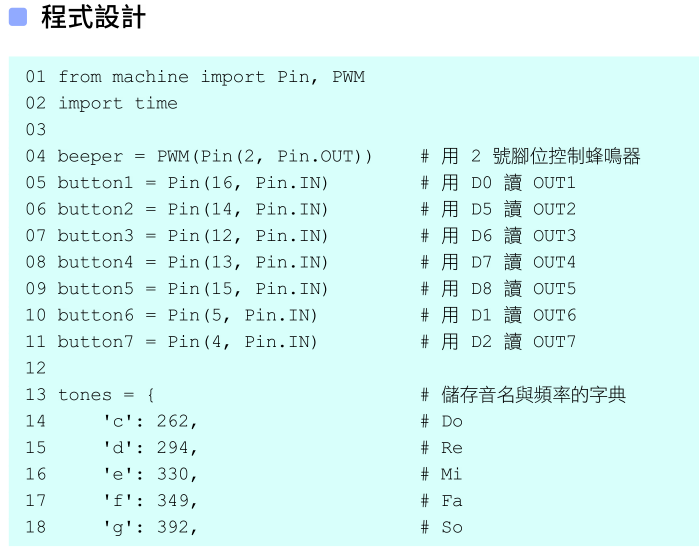 程式設計
01 from machine import Pin, PWM
02 import time
03
04 beeper = PWM(Pin(2, Pin.OUT))    # 用 2 號腳位控制蜂鳴器
05 button1 = Pin(16, Pin.IN)        # 用 D0 讀 OUT1
06 button2 = Pin(14, Pin.IN)        # 用 D5 讀 OUT2
07 button3 = Pin(12, Pin.IN)        # 用 D6 讀 OUT3
08 button4 = Pin(13, Pin.IN)        # 用 D7 讀 OUT4
09 button5 = Pin(15, Pin.IN)        # 用 D8 讀 OUT5
10 button6 = Pin(5, Pin.IN)         # 用 D1 讀 OUT6
11 button7 = Pin(4, Pin.IN)         # 用 D2 讀 OUT7
12
13 tones = {                        # 儲存音名與頻率的字典
14     'c': 262,                    # Do
15     'd': 294,                    # Re
16     'e': 330,                    # Mi
17     'f': 349,                    # Fa
18     'g': 392,                    # So